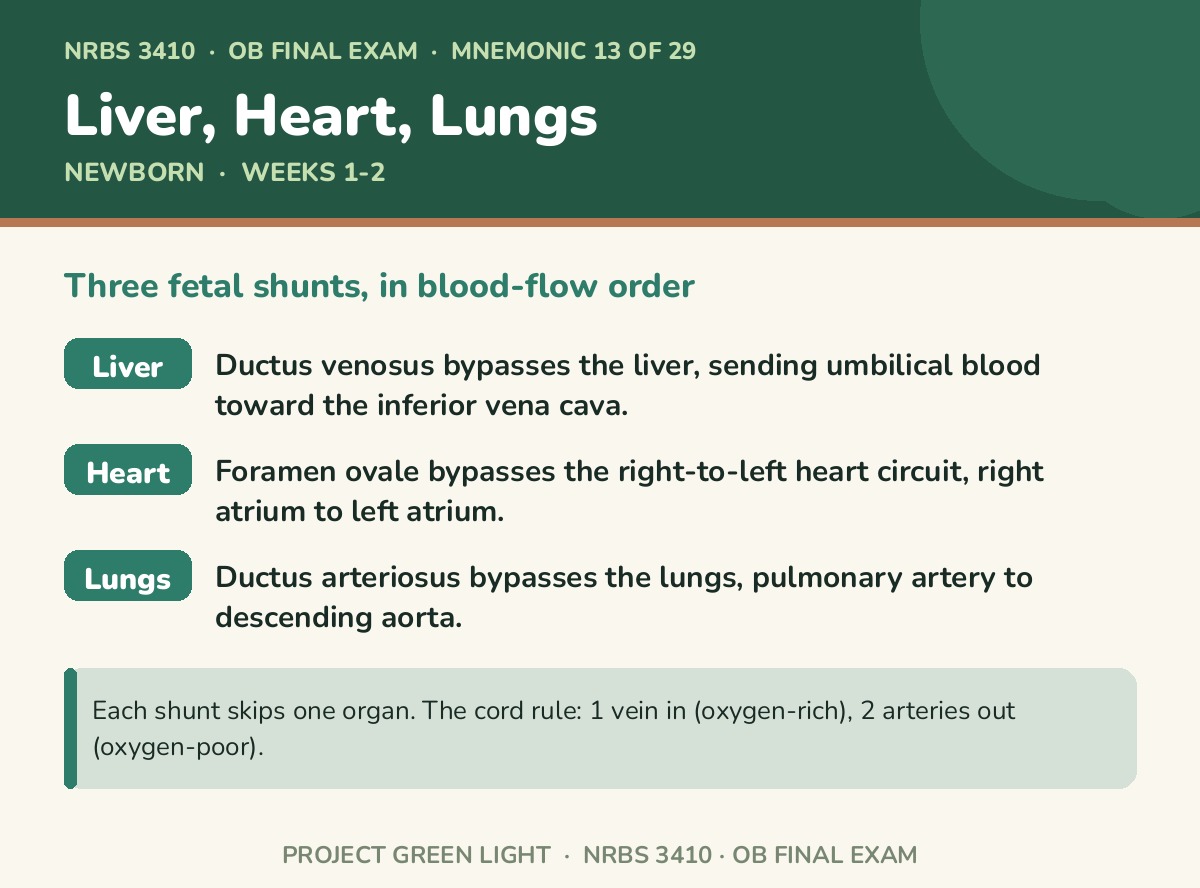 NRBS 3410 · OB FINAL EXAM · MNEMONIC 13 OF 29
Liver, Heart, Lungs
NEWBORN · WEEKS 1-2
Three fetal shunts, in blood-flow order
Liver
Ductus venosus bypasses the liver, sending umbilical blood
toward the inferior vena cava.
Heart
Foramen ovale bypasses the right-to-left heart circuit, right
atrium to left atrium.
Lungs
Ductus arteriosus bypasses the lungs, pulmonary artery to
descending aorta.
Each shunt skips one organ. The cord rule: 1 vein in (oxygen-rich), 2 arteries out
(oxygen-poor).
PROJECT GREEN LIGHT · NRBS 3410 · OB FINAL EXAM